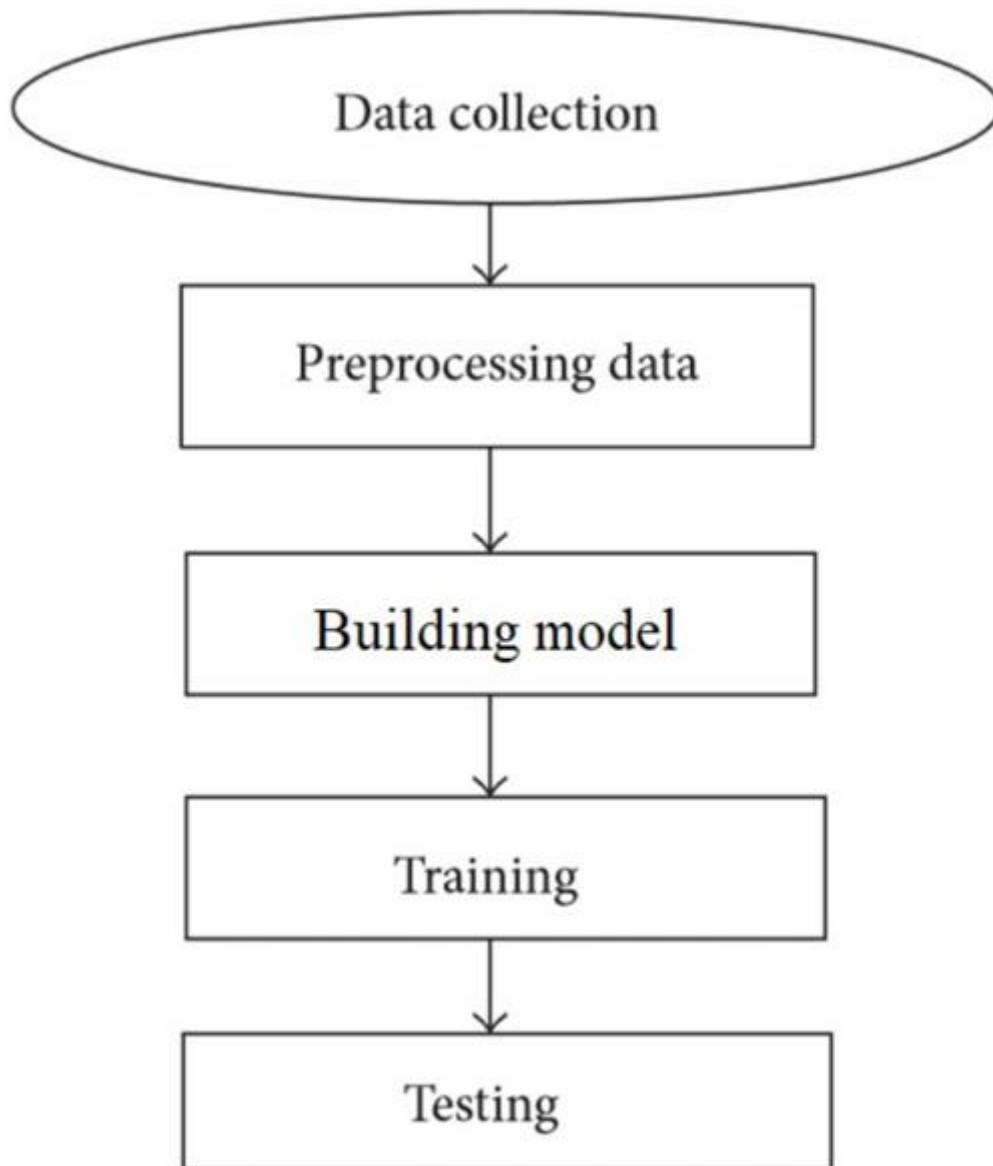 Data collection
Preprocessing data
Building model
Training
Testing